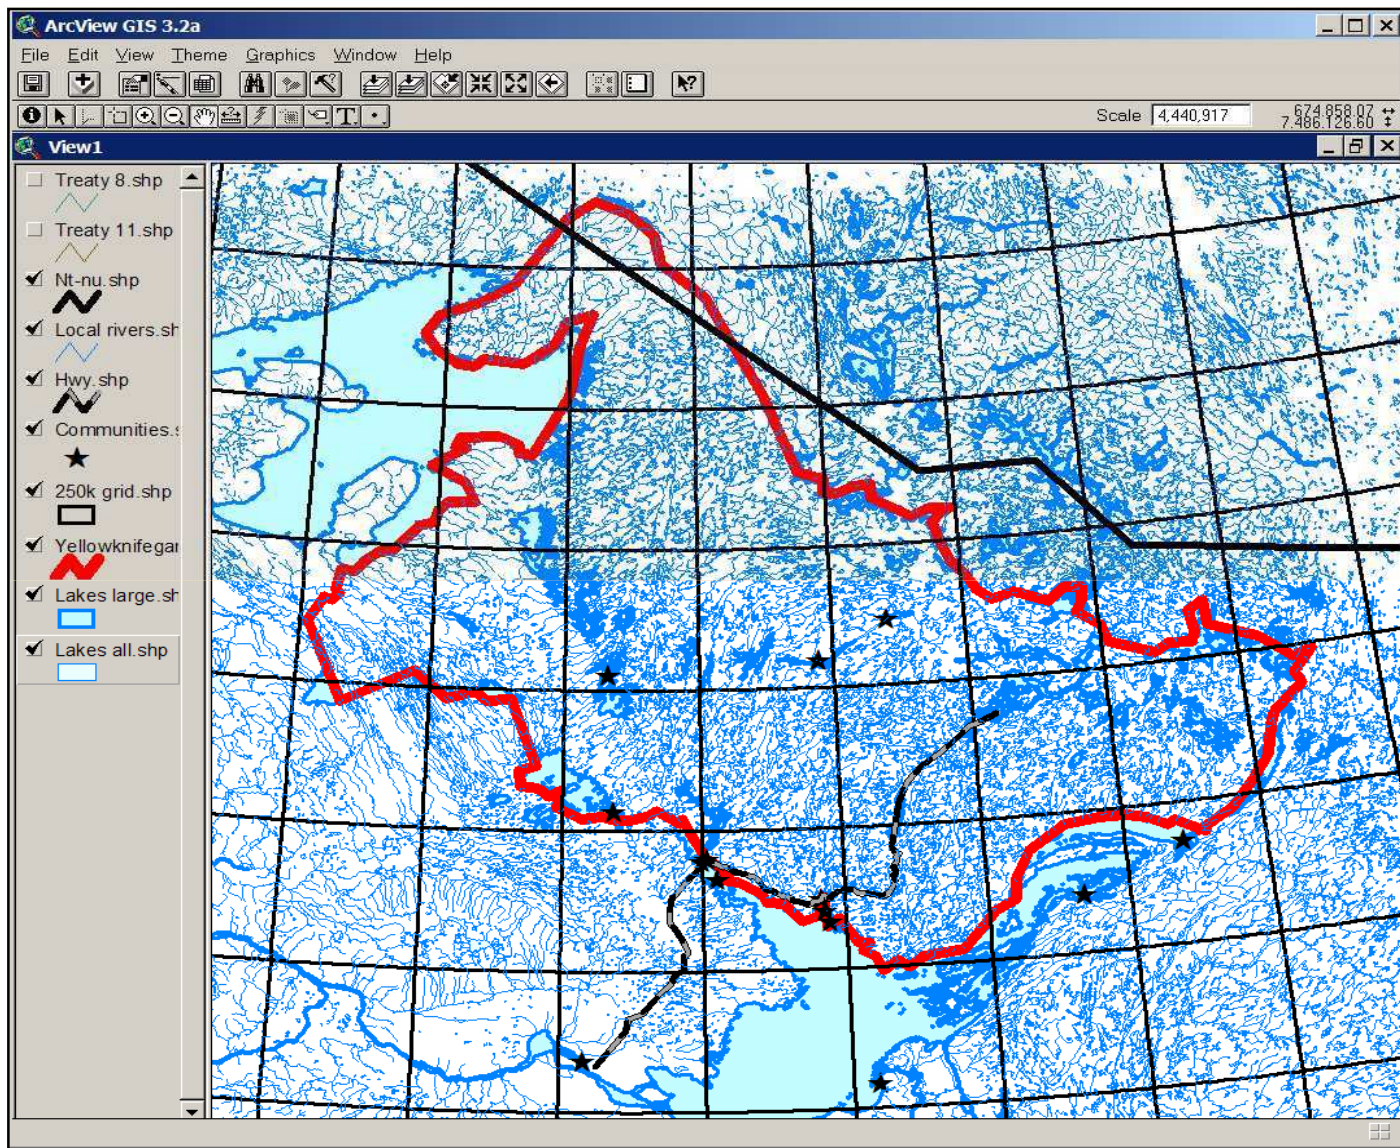 ArcView GIS 3.2a
File Edit View Theme Graphics Window Help
Scale 4,440,917
674,858.07
7,486,126.60
View1
Treaty 8.shp
Treaty 11.shp
Nt-nu.shp
Local rivers.sh
Hwy.shp
Communities.s
250k grid.shp
Yellowknifegar
Lakes large.sh
Lakes all.shp